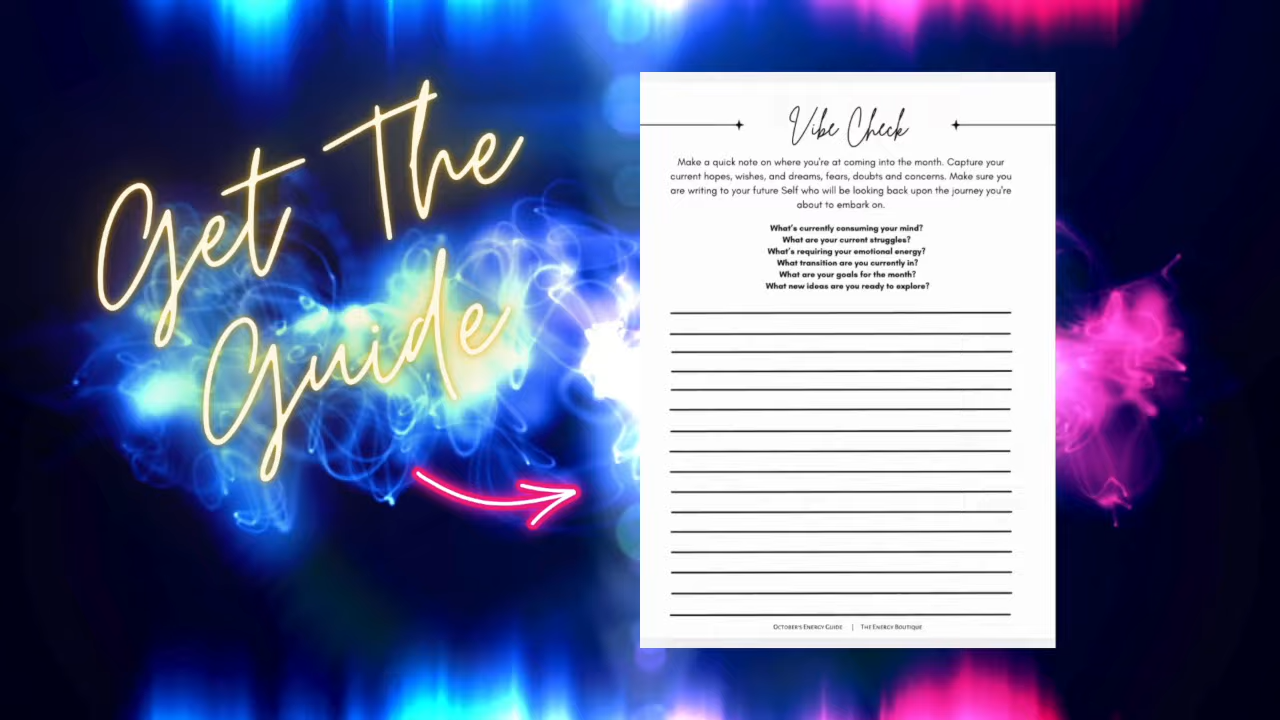 Get The
Guide
Vibe Check
Make a quick note on where you're at coming into the month. Capture your
current hopes, wishes, and dreams, fears, doubts and concerns. Make sure you
are writing to your future Self who will be looking back upon the journey you're
about to embark on.
What's currently consuming your mind?
What are your current struggles?
What's requiring your emotional energy?
What transition are you currently in?
What are your goals for the month?
What new ideas are you ready to explore?
October's Energy Guide | The Energy Boutique